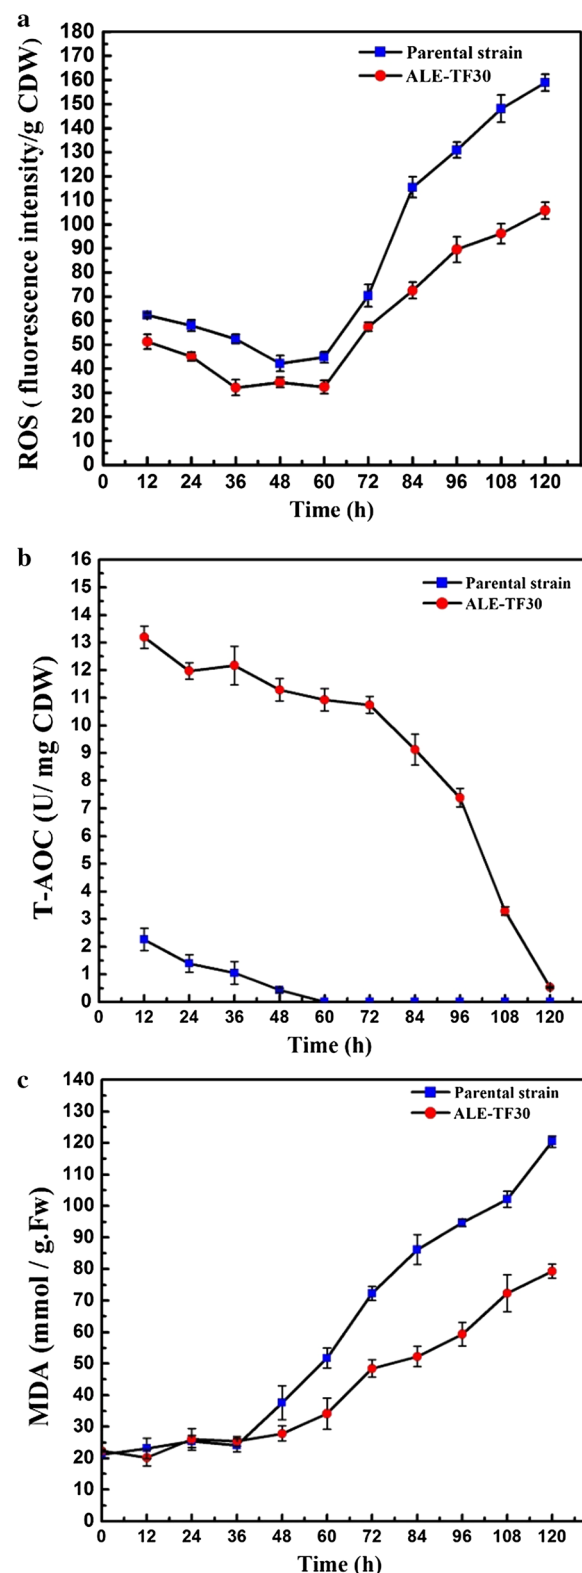 a
180
170
160
150
140
130
120
110
100
90
80
70
60
50
40
30
20
10
0
ROS ( fluorescence intensity/g CDW)
Parental strain
ALE-TF30
0 12 24 36 48 60 72 84 96 108 120
Time (h)
b
16
15
14
13
12
11
10
9
8
7
6
5
4
3
2
1
0
T-AOC (U/ mg CDW)
Parental strain
ALE-TF30
0 12 24 36 48 60 72 84 96 108 120
Time (h)
c
140
130
120
110
100
90
80
70
60
50
40
30
20
10
0
MDA (mmol / g.Fw)
Parental strain
ALE-TF30
0 12 24 36 48 60 72 84 96 108 120
Time (h)